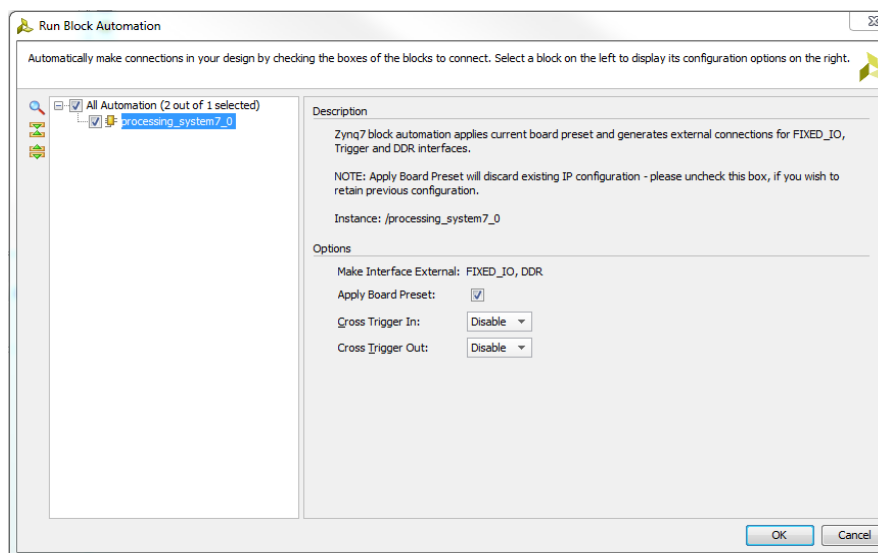 Run Block Automation
Automatically make connections in your design by checking the boxes of the blocks to connect. Select a block on the left to display its configuration options on the right.
All Automation (2 out of 1 selected)
processing_system7_0
Description
Zynq7 block automation applies current board preset and generates external connections for FIXED_IO,
Trigger and DDR interfaces.
NOTE: Apply Board Preset will discard existing IP configuration - please uncheck this box, if you wish to
retain previous configuration.
Instance: /processing_system7_0
Options
Make Interface External: FIXED_IO, DDR
Apply Board Preset:
Cross Trigger In: Disable
Cross Trigger Out: Disable
OK Cancel